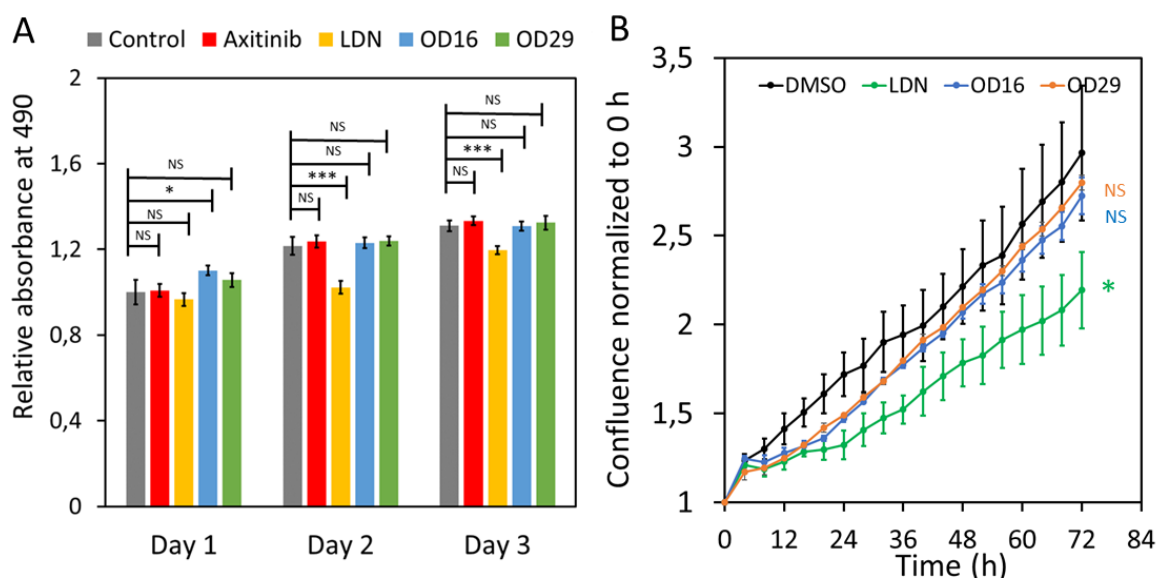 A
Control Axitinib LDN OD16 OD29
Relative absorbance at 490
2
1,6
1,2
0,8
0,4
0
NS
*
NS
NS
NS
NS
***
NS
NS
NS
***
NS
Day 1 Day 2 Day 3
B
Confluence normalized to 0 h
3,5
3
2,5
2
1,5
1
DMSO LDN OD16 OD29
NS
NS
*
0 12 24 36 48 60 72 84
Time (h)